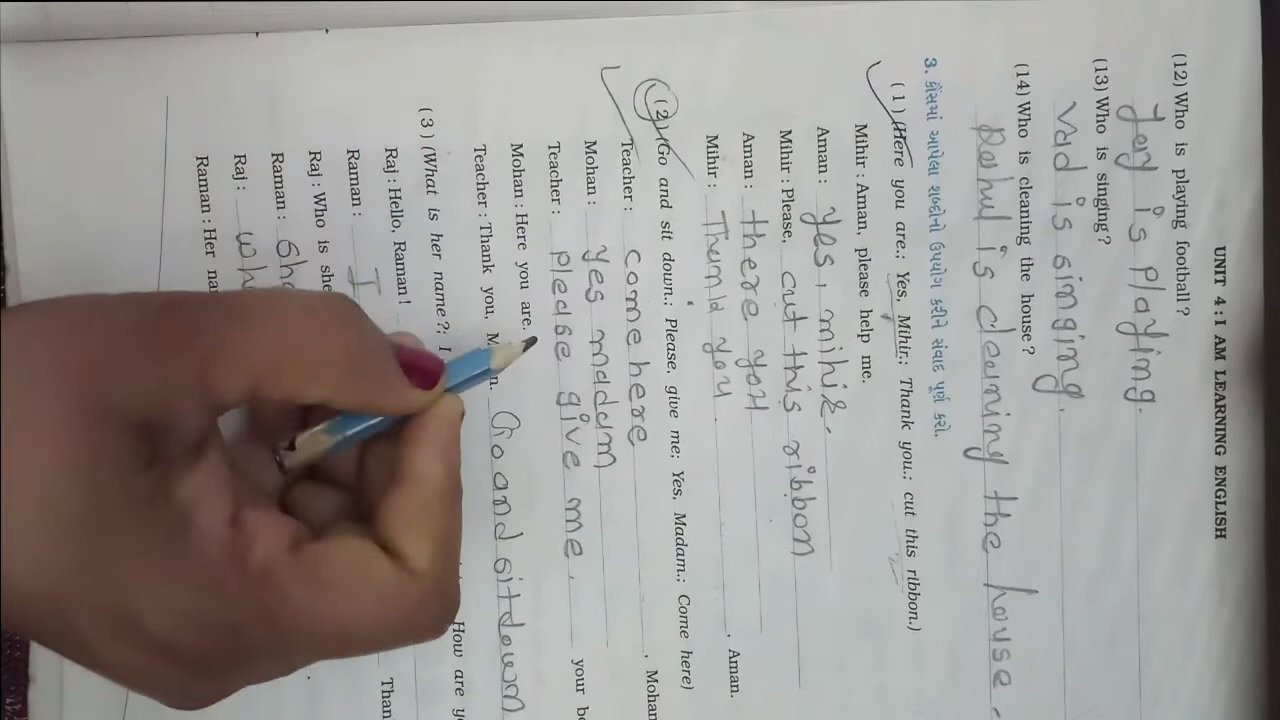 UNIT 4 : I AM LEARNING ENGLISH
(12) Who is playing football?
Jay is playing.
(13) Who is singing?
Vad is singing.
(14) Who is cleaning the house?
Rahul is cleaning the house.
3. કૌંસમાં આપેલા શબ્દોનો ઉપયોગ કરીને સંવાદ પૂર્ણ કરો.
(1) (Here you are.; Yes, Mihir.; Thank you.; cut this ribbon.)
Mihir : Aman, please help me.
Aman : yes, mihir.
Mihir : Please, cut this ribbon
Aman : there you
Mihir : you , Aman.
(2) (Go and sit down.; Please, give me; Yes, Madam.; Come here)
Teacher : come here , Mohan
Mohan : yes madam
Teacher : please give me. your
Mohan : Here you are.
Teacher : Thank you, Go and sit down
(3) (What is her name?; I How are
Raj : Hello, Raman!
Raman : I
Raj : Who is she
Raman :
Raj :
Raman : Her